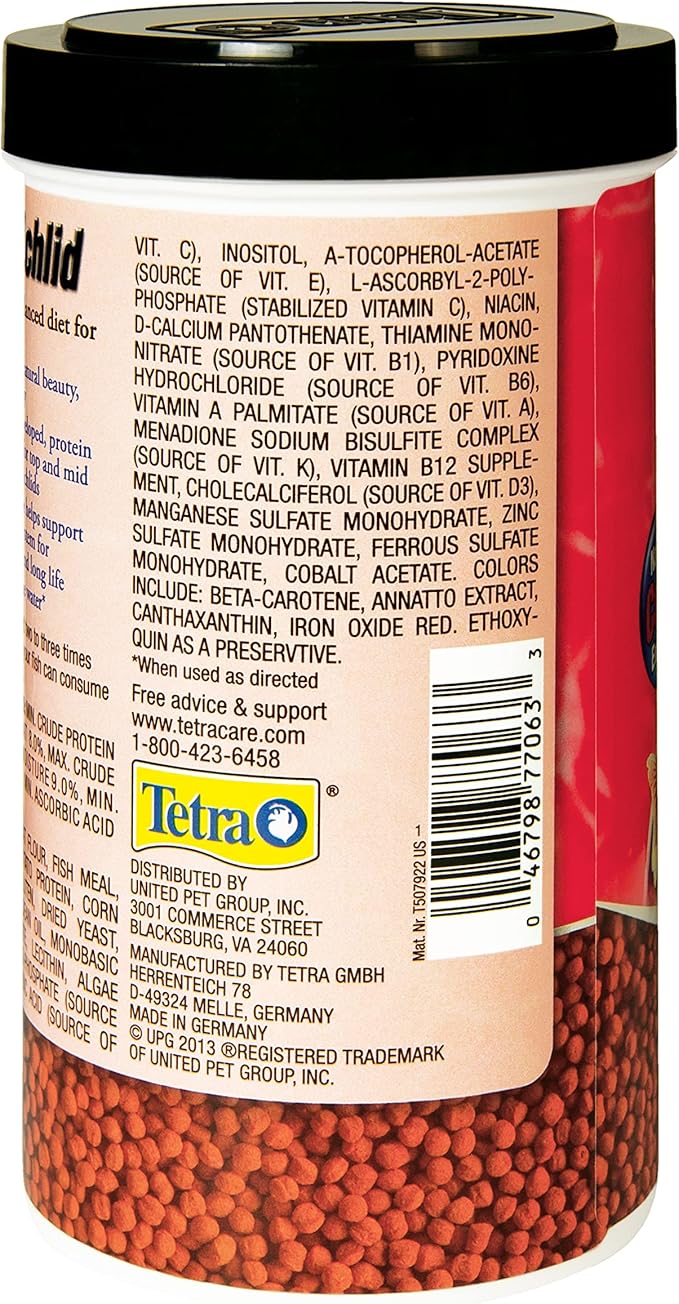 chlid
anced diet for
tural beauty,
eloped, protein
r top and mid
chlids
helps support
em for
d long life
water*
two to three times
ur fish can consume
MIN. CRUDE PROTEIN
8.0%, MAX. CRUDE
OISTURE 9.0%, MIN.
ASCORBIC ACID
FLOUR, FISH MEAL,
PROTEIN, CORN
DRIED YEAST,
OIL, MONOBASIC
LECITHIN, ALGAE
(SOURCE
ACID (SOURCE OF
VIT. C), INOSITOL, A-TOCOPHEROL-ACETATE
(SOURCE OF VIT. E), L-ASCORBYL-2-POLY-
PHOSPHATE (STABILIZED VITAMIN C), NIACIN,
D-CALCIUM PANTOTHENATE, THIAMINE MONO-
NITRATE (SOURCE OF VIT. B1), PYRIDOXINE
HYDROCHLORIDE (SOURCE OF VIT. B6),
VITAMIN A PALMITATE (SOURCE OF VIT. A),
MENADIONE SODIUM BISULFITE COMPLEX
(SOURCE OF VIT. K), VITAMIN B12 SUPPLE-
MENT, CHOLECALCIFEROL (SOURCE OF VIT. D3),
MANGANESE SULFATE MONOHYDRATE, ZINC
SULFATE MONOHYDRATE, FERROUS SULFATE
MONOHYDRATE, COBALT ACETATE. COLORS
INCLUDE: BETA-CAROTENE, ANNATTO EXTRACT,
CANTHAXANTHIN, IRON OXIDE RED. ETHOXY-
QUIN AS A PRESERVTIVE.
*When used as directed
Free advice & support
www.tetracare.com
1-800-423-6458
Tetra®
DISTRIBUTED BY
UNITED PET GROUP, INC.
3001 COMMERCE STREET
BLACKSBURG, VA 24060
MANUFACTURED BY TETRA GMBH
HERRENTEICH 78
D-49324 MELLE, GERMANY
MADE IN GERMANY
© UPG 2013 ®REGISTERED TRADEMARK
OF UNITED PET GROUP, INC.
Mat. Nr. T507922 US
0 46798 77063 3